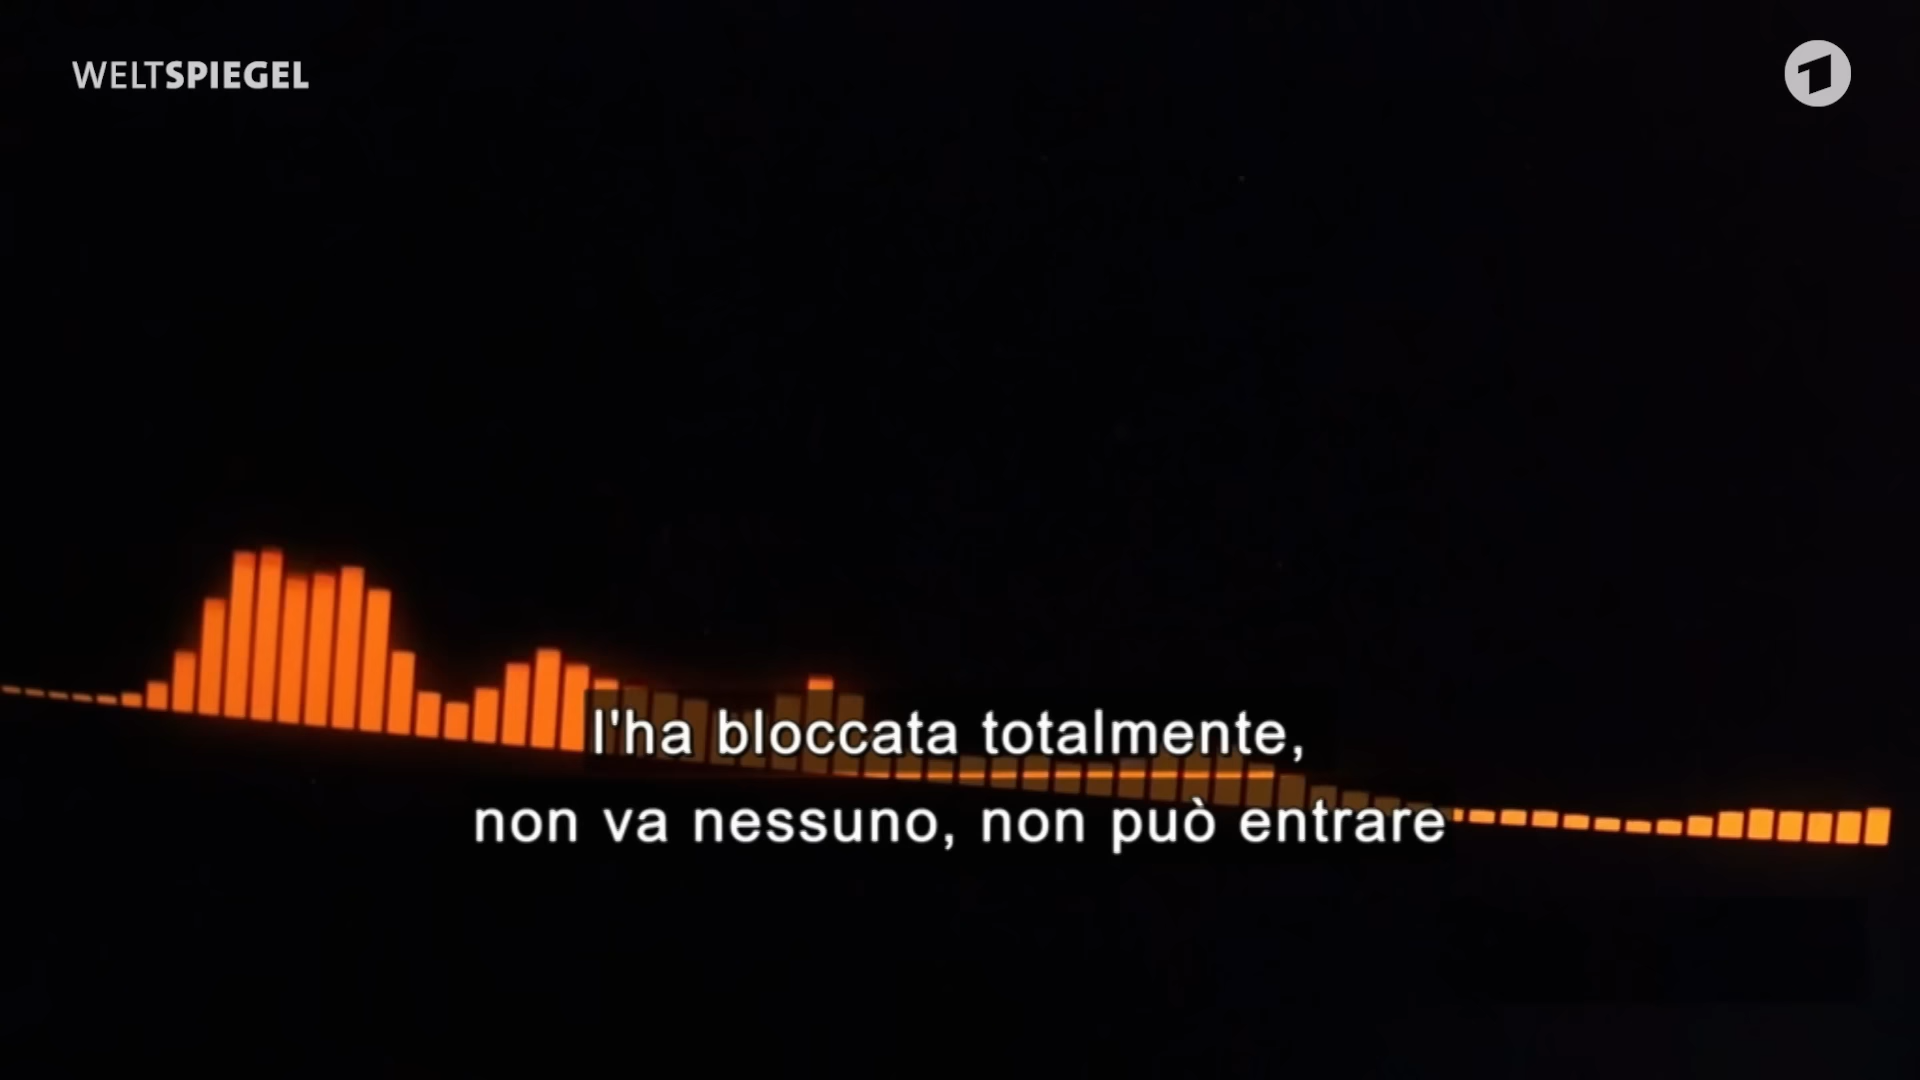 WELTSPIEGEL
l'ha bloccata totalmente,
non va nessuno, non può entrare